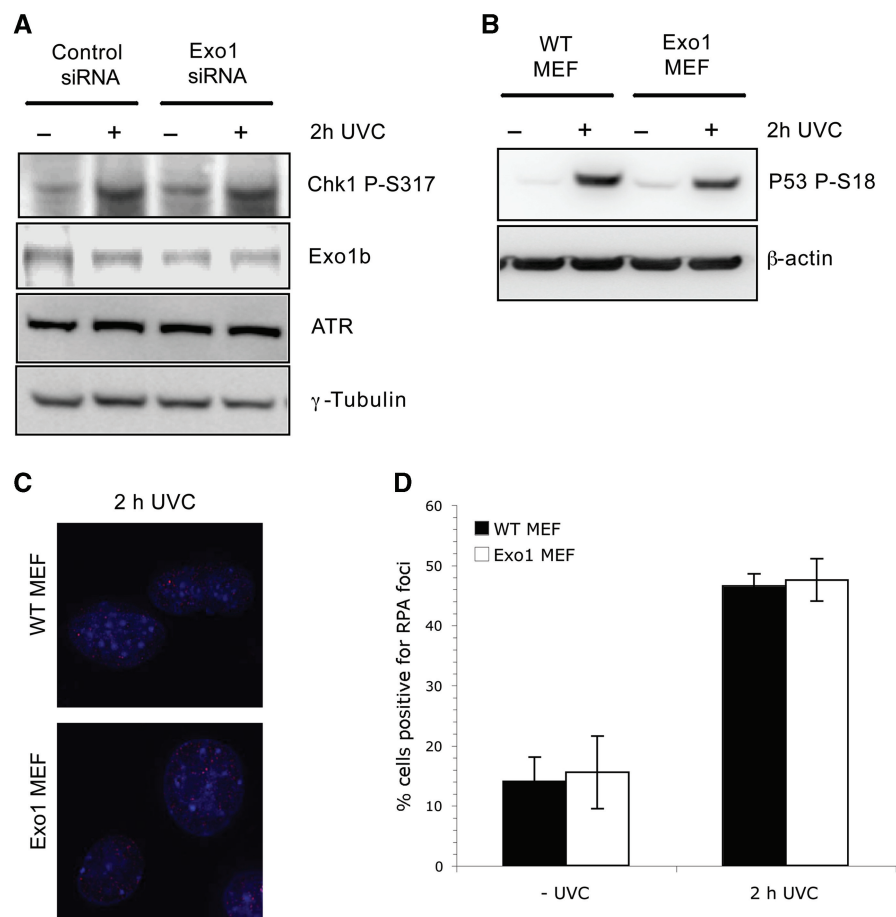 A
Control
siRNA
Exo1
siRNA
– + – + 2h UVC
Chk1 P-S317
Exo1b
ATR
γ-Tubulin
B
WT
MEF
Exo1
MEF
– + – + 2h UVC
P53 P-S18
β-actin
C
2 h UVC
WT MEF
Exo1 MEF
D
% cells positive for RPA foci
60
50
40
30
20
10
0
WT MEF
Exo1 MEF
- UVC
2 h UVC